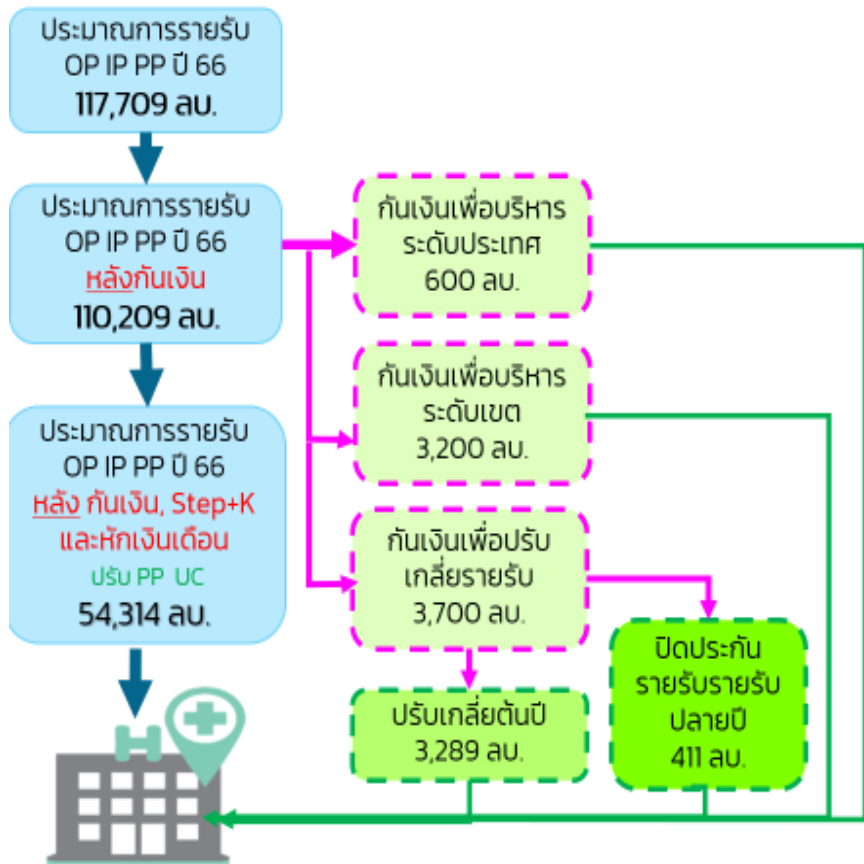 ประมาณการรายรับ
OP IP PP ปี 66
117,709 ลบ.
ประมาณการรายรับ
OP IP PP ปี 66
หลังกันเงิน
110,209 ลบ.
ประมาณการรายรับ
OP IP PP ปี 66
หลัง กันเงิน, Step+K
และหักเงินเดือน
ปรับ PP UC
54,314 ลบ.
กันเงินเพื่อบริหาร
ระดับประเทศ
600 ลบ.
กันเงินเพื่อบริหาร
ระดับเขต
3,200 ลบ.
กันเงินเพื่อปรับ
เกลี่ยรายรับ
3,700 ลบ.
ปรับเกลี่ยต้นปี
3,289 ลบ.
ปิดประกัน
รายรับรายรับ
ปลายปี
411 ลบ.